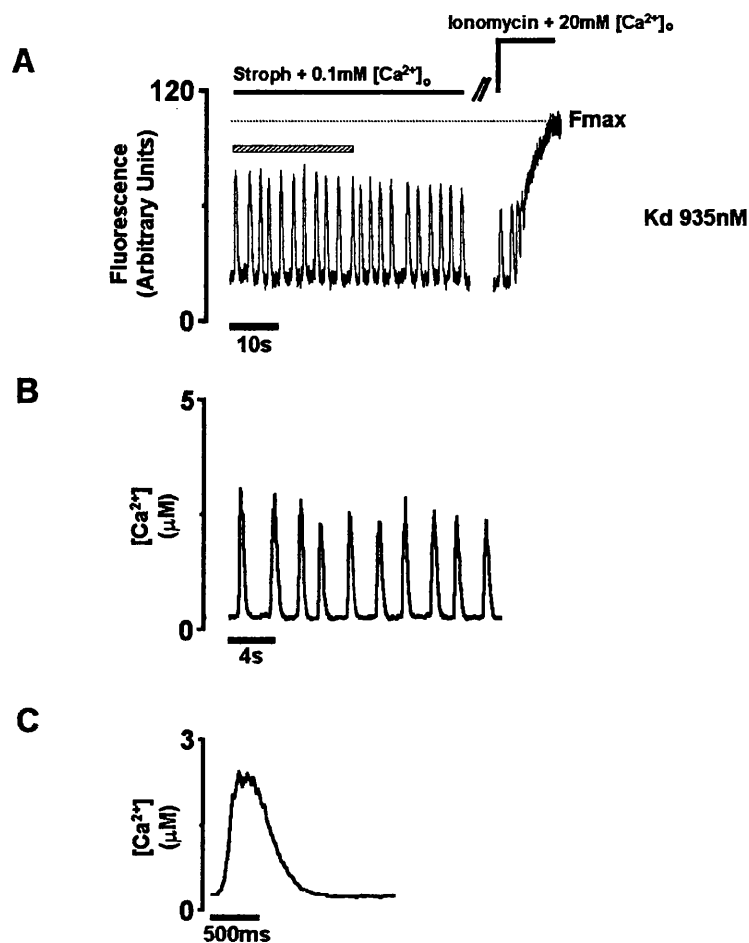 Ionomycin + 20mM [Ca²⁺]ₒ
A
Stroph + 0.1mM [Ca²⁺]ₒ
120
Fmax
Fluorescence
(Arbitrary Units)
Kd 935nM
0
10s
B
5
[Ca²⁺]
(μM)
0
4s
C
3
[Ca²⁺]
(μM)
0
500ms